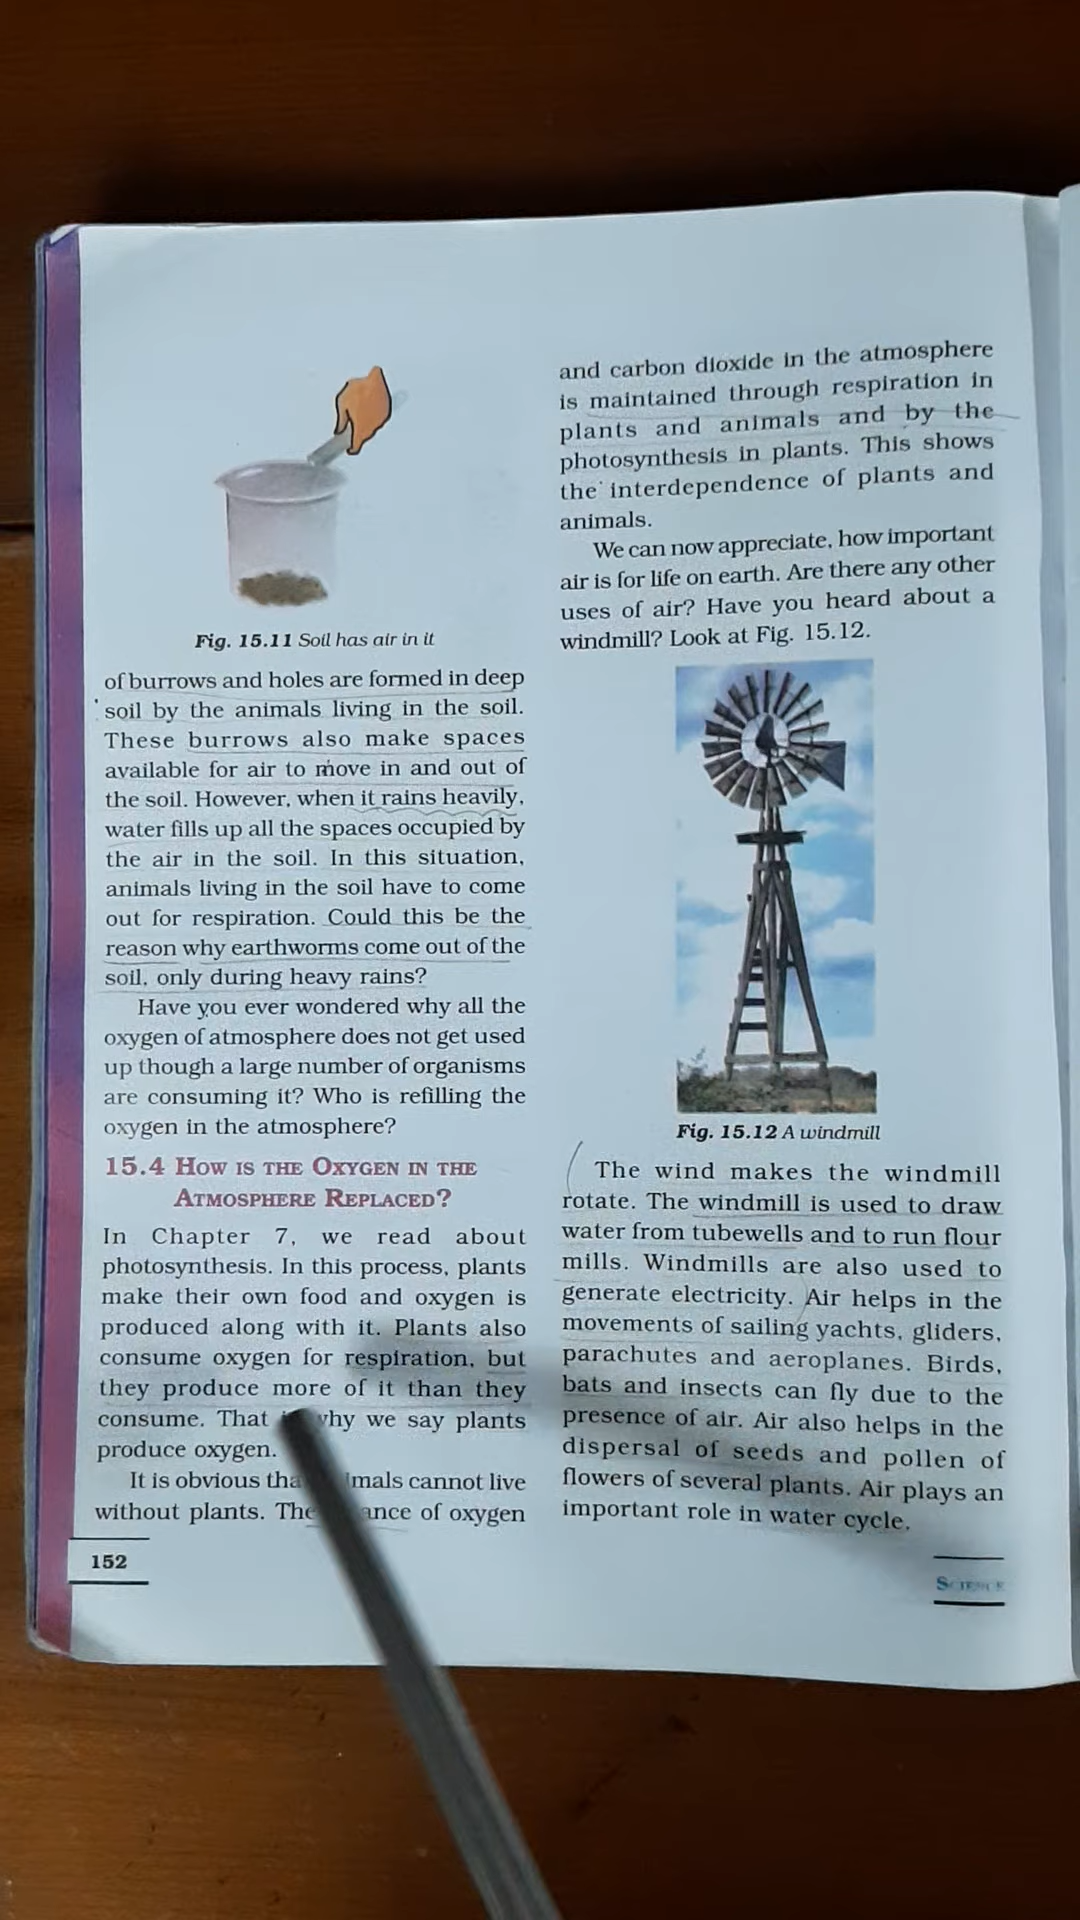 Fig. 15.11 Soil has air in it
of burrows and holes are formed in deep
soil by the animals living in the soil.
These burrows also make spaces
available for air to move in and out of
the soil. However, when it rains heavily,
water fills up all the spaces occupied by
the air in the soil. In this situation,
animals living in the soil have to come
out for respiration. Could this be the
reason why earthworms come out of the
soil, only during heavy rains?
Have you ever wondered why all the
oxygen of atmosphere does not get used
up though a large number of organisms
are consuming it? Who is refilling the
oxygen in the atmosphere?
15.4 HOW IS THE OXYGEN IN THE
ATMOSPHERE REPLACED?
In Chapter 7, we read about
photosynthesis. In this process, plants
make their own food and oxygen is
produced along with it. Plants also
consume oxygen for respiration, but
they produce more of it than they
consume. That why we say plants
produce oxygen.
It is obvious cannot live
without plants. of oxygen
152
and carbon dioxide in the atmosphere
is maintained through respiration in
plants and animals and by the
photosynthesis in plants. This shows
the interdependence of plants and
animals.
We can now appreciate, how important
air is for life on earth. Are there any other
uses of air? Have you heard about a
windmill? Look at Fig. 15.12.
Fig. 15.12 A windmill
The wind makes the windmill
rotate. The windmill is used to draw
water from tubewells and to run flour
mills. Windmills are also used to
generate electricity. Air helps in the
movements of sailing yachts, gliders,
parachutes and aeroplanes. Birds,
bats and insects can fly due to the
presence of air. Air also helps in the
dispersal of seeds and pollen of
flowers of several plants. Air plays an
important role in water cycle.
SCIENCE